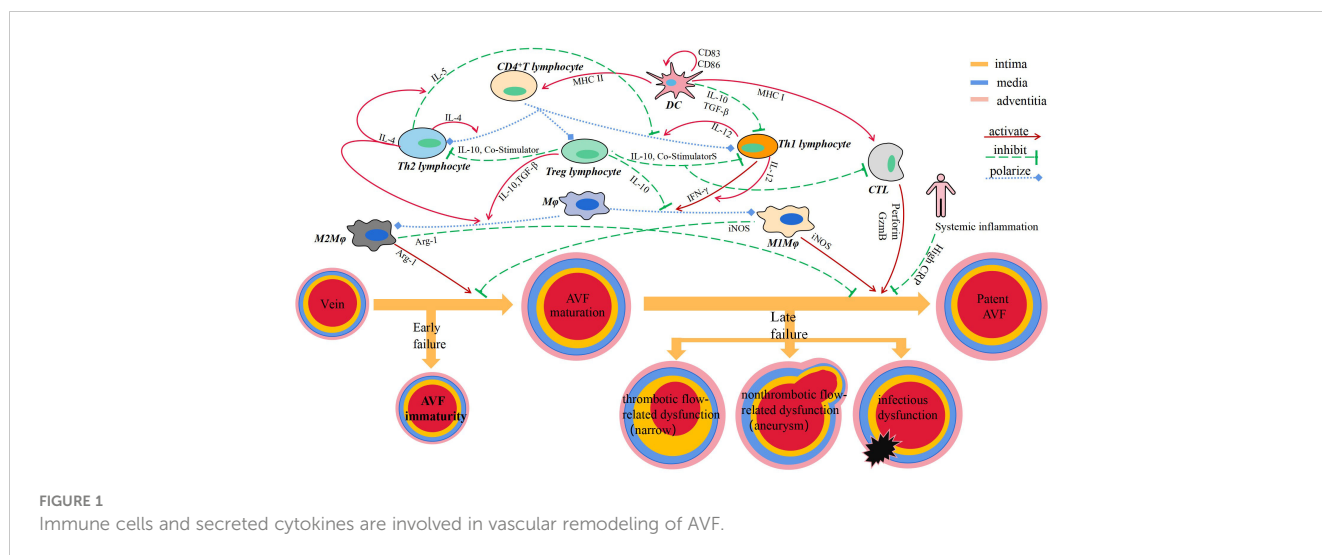 CD83
CD86
CD4⁺T lymphocyte
IL-5
MHC II
DC
IL-10
TGF-β
MHC I
intima
media
adventitia
activate
inhibit
polarize
IL-4
IL-4
Th2 lymphocyte
IL-10, Co-Stimulator
Treg lymphocyte
IL-10, Co-StimulatorS
IL-12
Th1 lymphocyte
IL-12
CTL
IL-10,TGF-β
IL-10
IFN-γ
Mφ
M2Mφ
Arg-1
Arg-1
iNOS
M1Mφ
iNOS
Perforin
GzmB
Systemic inflammation
High CRP
Vein
AVF
maturation
Patent
AVF
Early
failure
Late
failure
AVF
immaturity
thrombotic flow-
related dysfunction
(narrow)
nonthrombotic flow-
related dysfunction
(aneurysm)
infectious
dysfunction
FIGURE 1
Immune cells and secreted cytokines are involved in vascular remodeling of AVF.